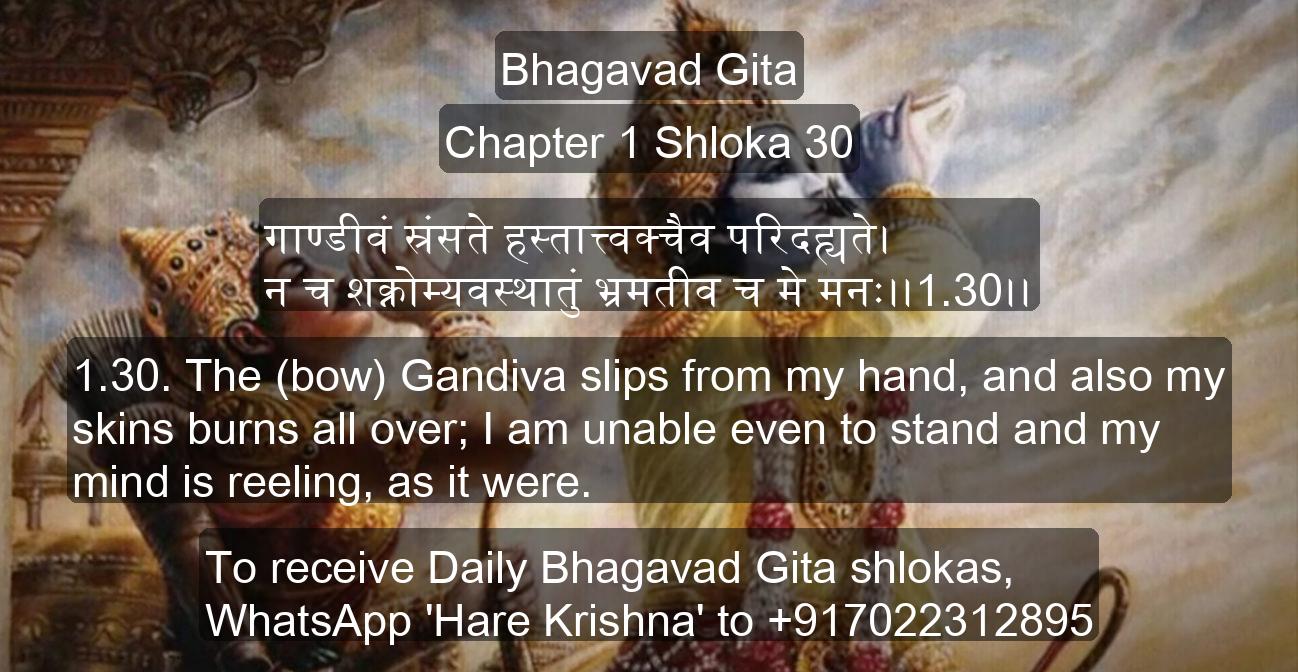 Bhagavad Gita
Chapter 1 Shloka 30
गाण्डीवं स्रंसते हस्तात्त्वक्चैव परिदह्यते।
न च शक्नोम्यवस्थातुं भ्रमतीव च मे मनः।।1.30।।
1.30. The (bow) Gandiva slips from my hand, and also my
skins burns all over; I am unable even to stand and my
mind is reeling, as it were.
To receive Daily Bhagavad Gita shlokas,
WhatsApp 'Hare Krishna' to +917022312895